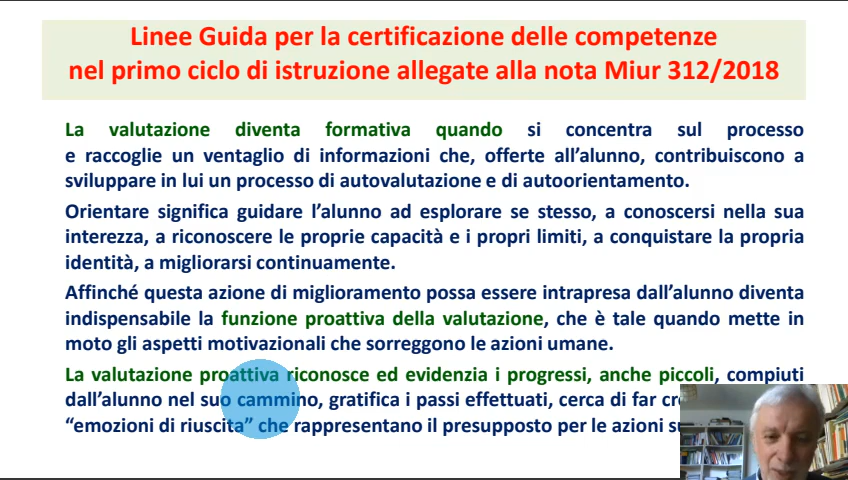 Linee Guida per la certificazione delle competenze
nel primo ciclo di istruzione allegate alla nota Miur 312/2018
La valutazione diventa formativa quando si concentra sul processo
e raccoglie un ventaglio di informazioni che, offerte all’alunno, contribuiscono a
sviluppare in lui un processo di autovalutazione e di autoorientamento.
Orientare significa guidare l’alunno ad esplorare se stesso, a conoscersi nella sua
interezza, a riconoscere le proprie capacità e i propri limiti, a conquistare la propria
identità, a migliorarsi continuamente.
Affinché questa azione di miglioramento possa essere intrapresa dall’alunno diventa
indispensabile la funzione proattiva della valutazione, che è tale quando mette in
moto gli aspetti motivazionali che sorreggono le azioni umane.
La valutazione proattiva riconosce ed evidenzia i progressi, anche piccoli, compiuti
dall’alunno nel suo cammino, gratifica i passi effettuati, cerca di far
“emozioni di riuscita” che rappresentano il presupposto per le azioni